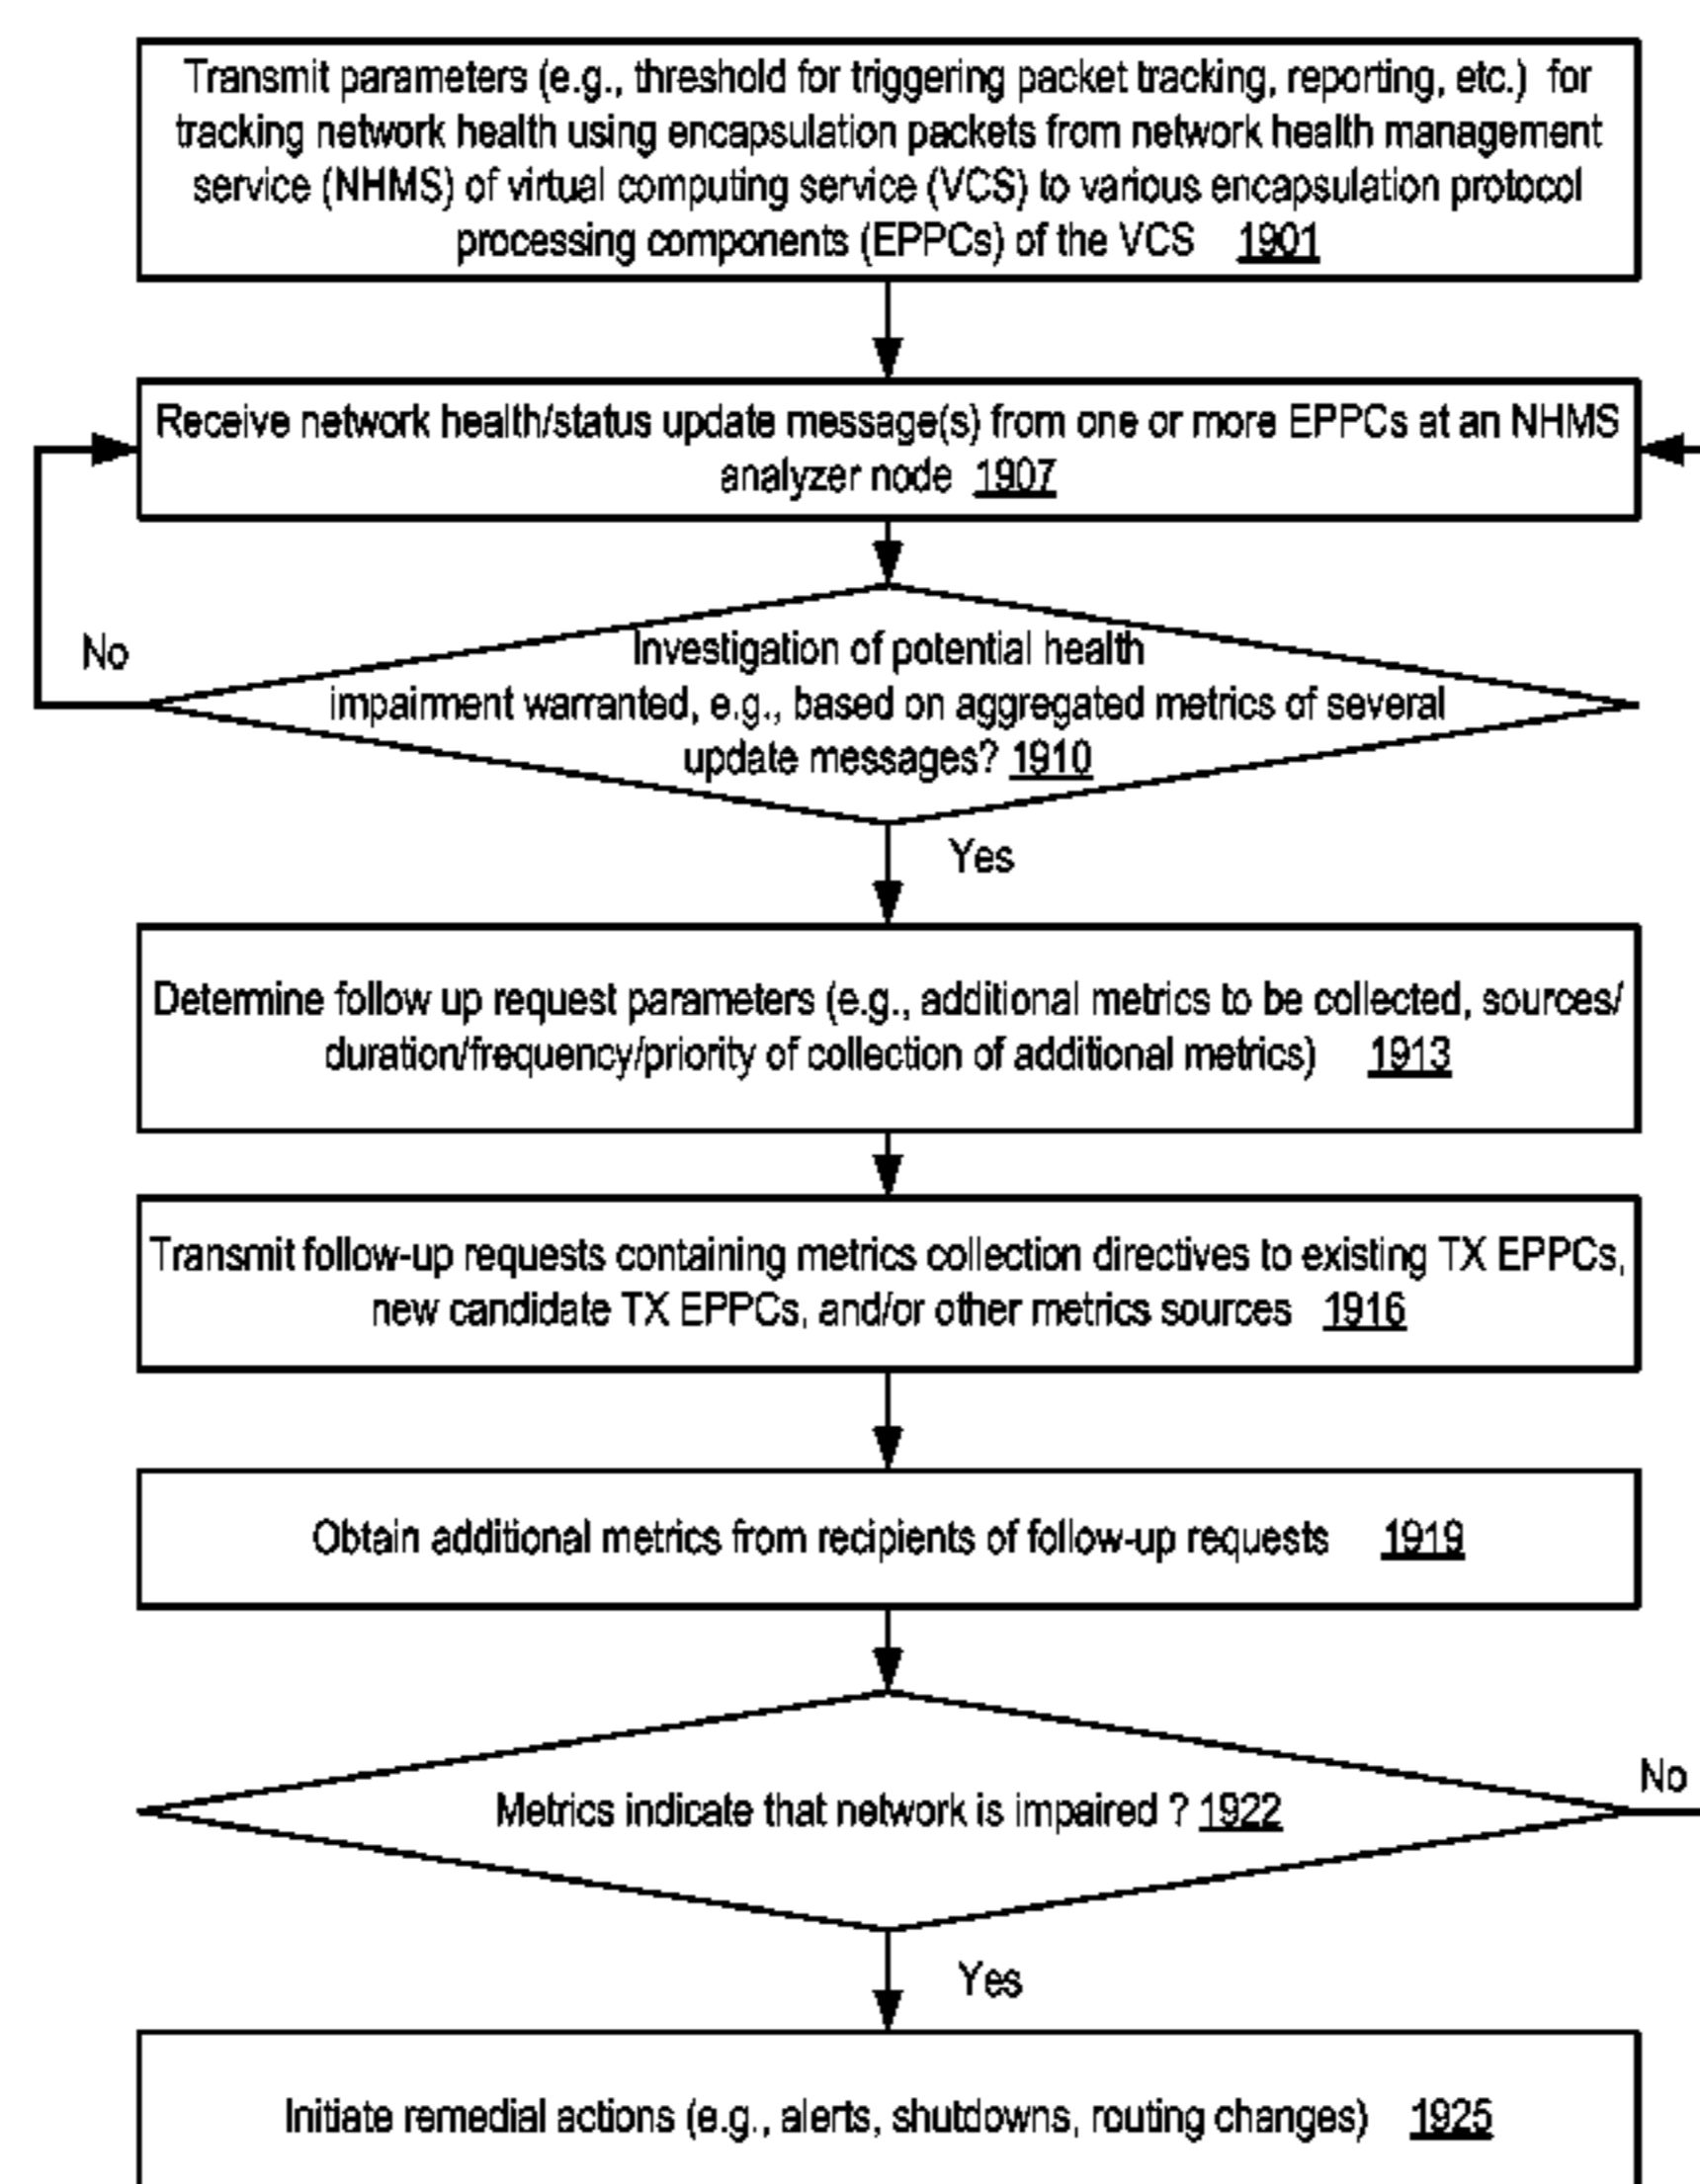 Transmit parameters (e.g., threshold for triggering packet tracking, reporting, etc.) for
tracking network health using encapsulation packets from network health management
service (NHMS) of virtual computing service (VCS) to various encapsulation protocol
processing components (EPPCs) of the VCS 1901
Receive network health/status update message(s) from one or more EPPCs at an NHMS
analyzer node 1907
No
Investigation of potential health
impairment warranted, e.g., based on aggregated metrics of several
update messages? 1910
Yes
Determine follow up request parameters (e.g., additional metrics to be collected, sources/
duration/frequency/priority of collection of additional metrics) 1913
Transmit follow-up requests containing metrics collection directives to existing TX EPPCs,
new candidate TX EPPCs, and/or other metrics sources 1916
Obtain additional metrics from recipients of follow-up requests 1919
Metrics indicate that network is impaired ? 1922
No
Yes
Initiate remedial actions (e.g., alerts, shutdowns, routing changes) 1925